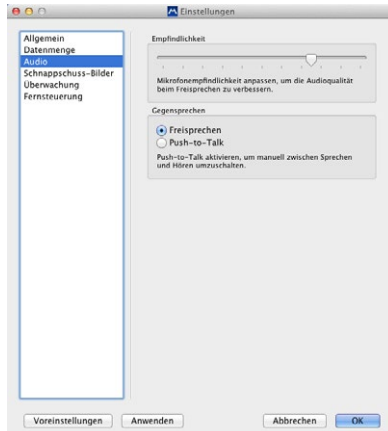 Einstellungen
Allgemein
Datenmenge
Audio
Schnappschuss-Bilder
Überwachung
Fernsteuerung
Empfindlichkeit
Mikrofonempfindlichkeit anpassen, um die Audioqualität
beim Freisprechen zu verbessern.
Gegensprechen
Freisprechen
Push-to-Talk
Push-to-Talk aktivieren, um manuell zwischen Sprechen
und Hören umzuschalten.
Voreinstellungen
Anwenden
Abbrechen
OK